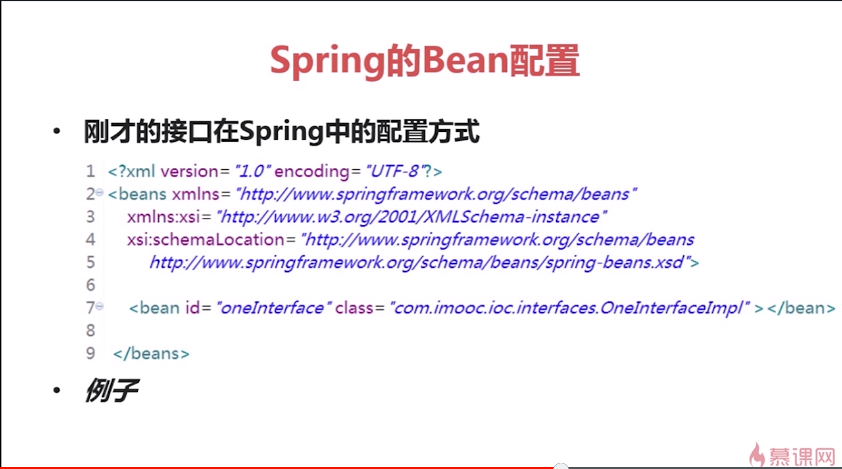 Spring的Bean配置
• 刚才的接口在Spring中的配置方式
1 <?xml version="1.0" encoding="UTF-8"?>
2 <beans xmlns="http://www.springframework.org/schema/beans"
3 xmlns:xsi="http://www.w3.org/2001/XMLSchema-instance"
4 xsi:schemaLocation="http://www.springframework.org/schema/beans
5 http://www.springframework.org/schema/beans/spring-beans.xsd">
6
7 <bean id="oneInterface" class="com.imooc.ioc.interfaces.OneInterfaceImpl" ></bean>
8
9 </beans>
• 例子
慕课网